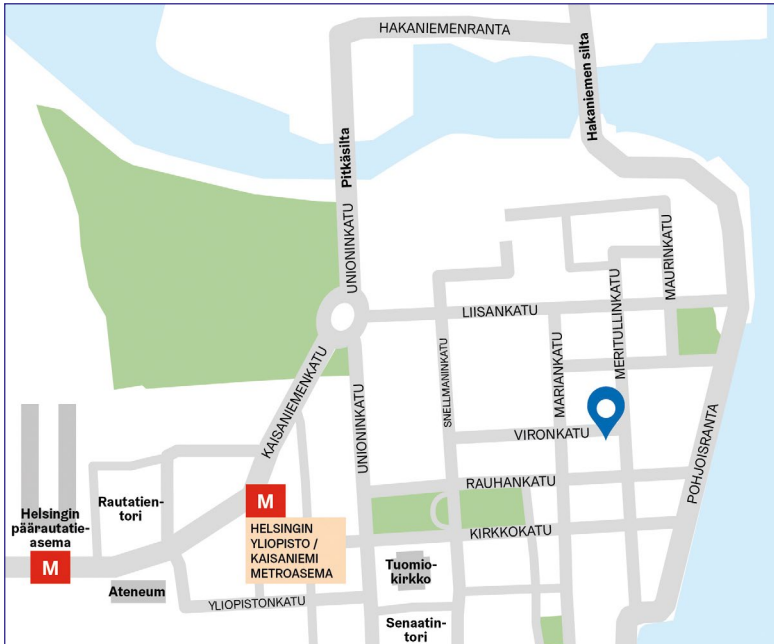 HAKANIEMENRANTA
Hakaniemen silta
Pitkäsilta
UNIONINKATU
MAURINKATU
LIISANKATU
MERITULLINKATU
KAISANIEMENKATU
SNELLMANINKATU
MARIANKATU
UNIONINKATU
VIRONKATU
POHJOISRANTA
RAUHANKATU
M
Rautatien-
tori
Helsingin
päärautatie-
asema
M
HELSINGIN
YLIOPISTO /
KAISANIEMI
METROASEMA
KIRKKOKATU
Tuomio-
kirkko
Ateneum
YLIOPISTONKATU
Senaatin-
tori